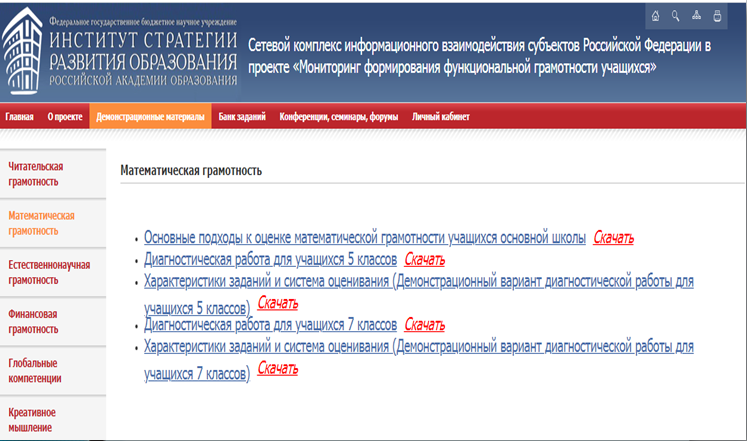 Федеральное государственное бюджетное научное учреждение
ИНСТИТУТ СТРАТЕГИИ
РАЗВИТИЯ ОБРАЗОВАНИЯ
РОССИЙСКОЙ АКАДЕМИИ ОБРАЗОВАНИЯ
Сетевой комплекс информационного взаимодействия субъектов Российской Федерации в
проекте «Мониторинг формирования функциональной грамотности учащихся»
Главная О проекте Демонстрационные материалы Банк заданий Конференции, семинары, форумы Личный кабинет
Читательская
грамотность
Математическая
грамотность
Естественнонаучная
грамотность
Финансовая
грамотность
Глобальные
компетенции
Креативное
мышление
Математическая грамотность
Основные подходы к оценке математической грамотности учащихся основной школы Скачать
Диагностическая работа для учащихся 5 классов Скачать
Характеристики заданий и система оценивания (Демонстрационный вариант диагностической работы для
учащихся 5 классов) Скачать
Диагностическая работа для учащихся 7 классов Скачать
Характеристики заданий и система оценивания (Демонстрационный вариант диагностической работы для
учащихся 7 классов) Скачать